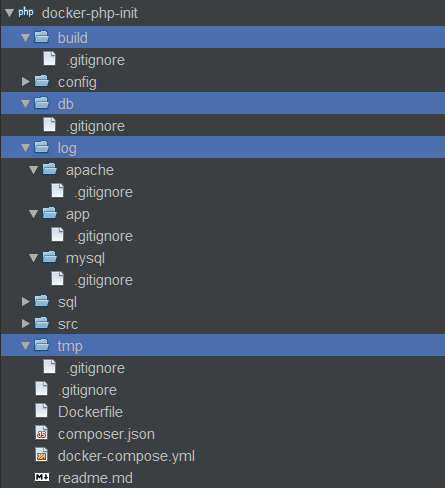 php docker-php-init
build
.gitignore
config
db
.gitignore
log
apache
.gitignore
app
.gitignore
mysql
.gitignore
sql
src
tmp
.gitignore
.gitignore
Dockerfile
composer.json
docker-compose.yml
readme.md